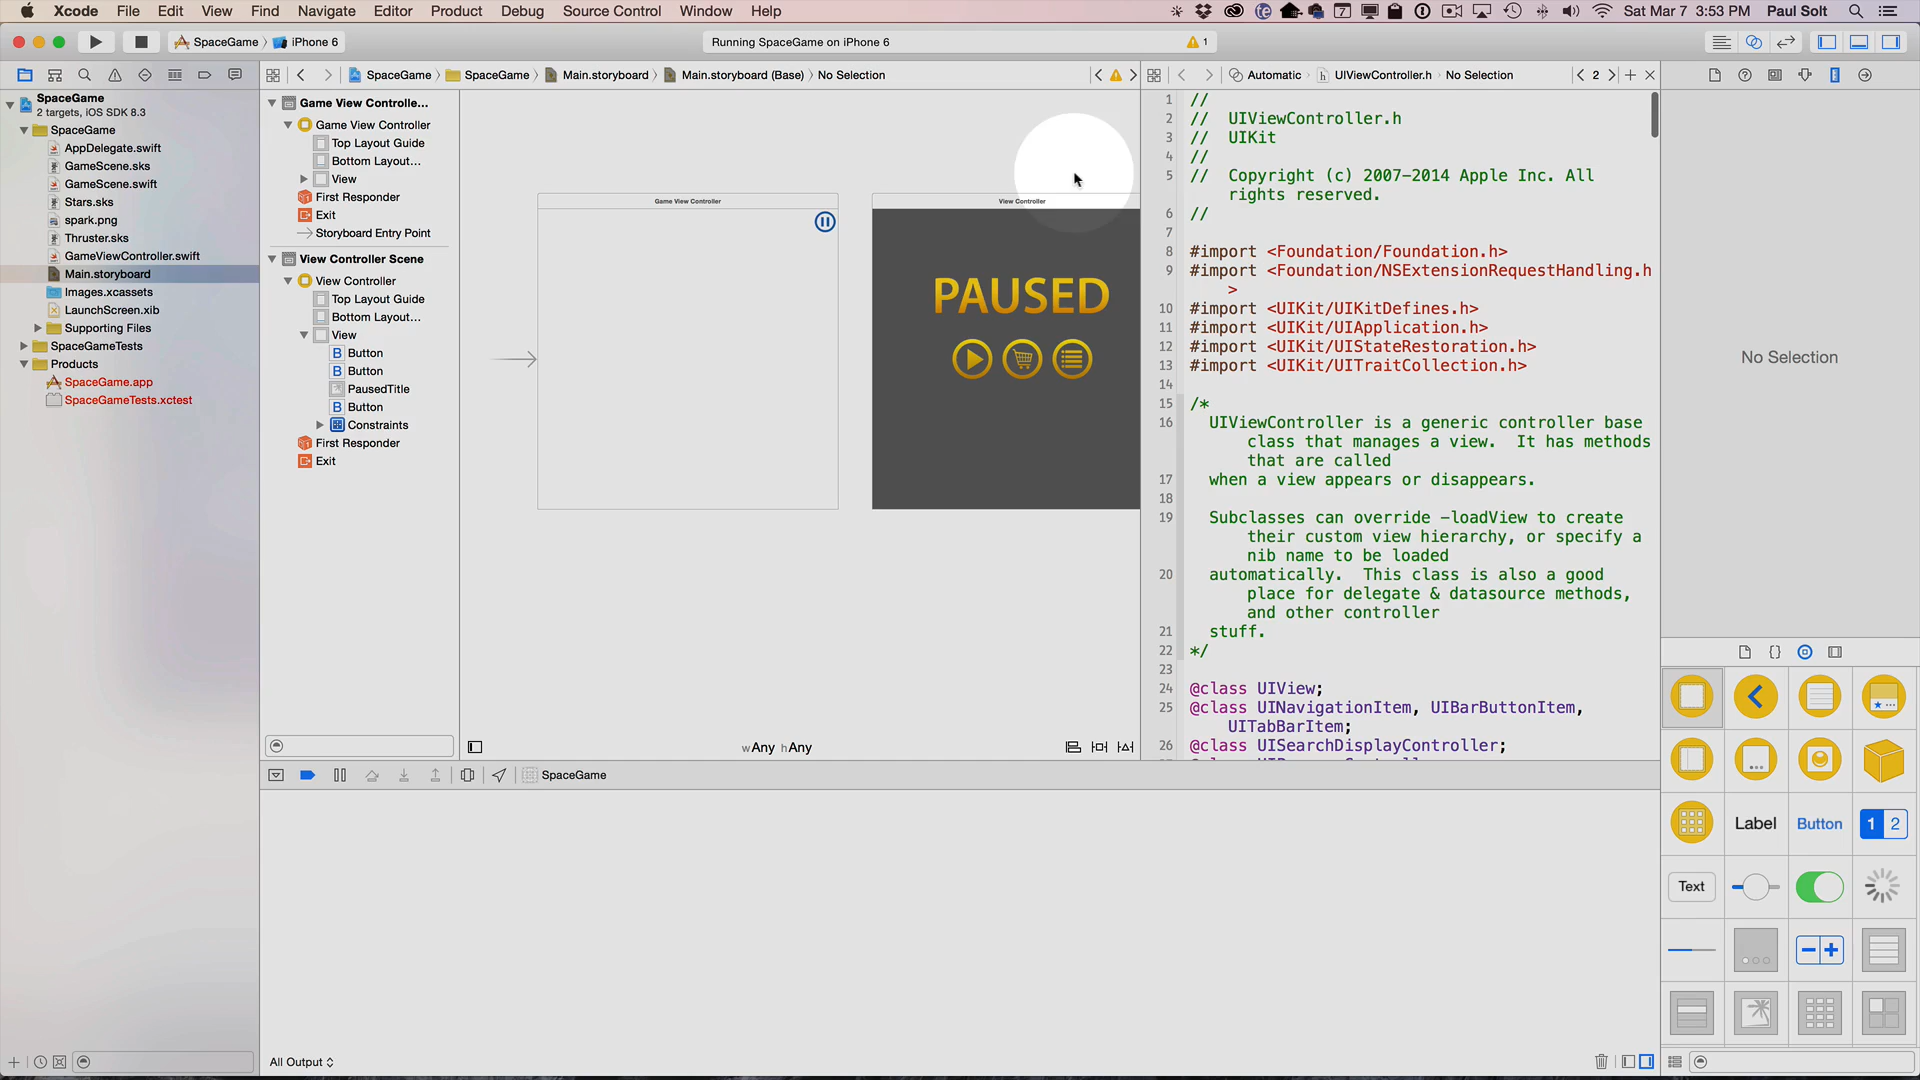 Xcode File Edit View Find Navigate Editor Product Debug Source Control Window Help
7 Sat Mar 7 3:53 PM Paul Solt
SpaceGame iPhone 6
Running SpaceGame on iPhone 6
1
SpaceGame SpaceGame Main.storyboard Main.storyboard (Base) No Selection
Automatic UIViewController.h No Selection 2
SpaceGame
2 targets, iOS SDK 8.3
SpaceGame
AppDelegate.swift
GameScene.sks
GameScene.swift
Stars.sks
spark.png
Thruster.sks
GameViewController.swift
Main.storyboard
Images.xcassets
LaunchScreen.xib
Supporting Files
SpaceGameTests
Products
SpaceGame.app
SpaceGameTests.xctest
Game View Controlle...
Game View Controller
Top Layout Guide
Bottom Layout...
View
First Responder
Exit
Storyboard Entry Point
View Controller Scene
View Controller
Top Layout Guide
Bottom Layout...
View
B Button
B Button
PausedTitle
B Button
Constraints
First Responder
Exit
Game View Controller
View Controller
PAUSED
wAny hAny
1 //
2 //  UIViewController.h
3 //  UIKit
4 //
5 //  Copyright (c) 2007-2014 Apple Inc. All
rights reserved.
6 //
7
8 #import <Foundation/Foundation.h>
9 #import <Foundation/NSExtensionRequestHandling.h
>
10 #import <UIKit/UIKitDefines.h>
11 #import <UIKit/UIApplication.h>
12 #import <UIKit/UIStateRestoration.h>
13 #import <UIKit/UITraitCollection.h>
14
15 /*
16 UIViewController is a generic controller base
class that manages a view.  It has methods
that are called
17 when a view appears or disappears.
18
19 Subclasses can override -loadView to create
their custom view hierarchy, or specify a
nib name to be loaded
20 automatically.  This class is also a good
place for delegate & datasource methods,
and other controller
21 stuff.
22 */
23
24 @class UIView;
25 @class UINavigationItem, UIBarButtonItem,
UITabBarItem;
26 @class UISearchDisplayController;
No Selection
Label
Button
1 2
Text
SpaceGame
All Output